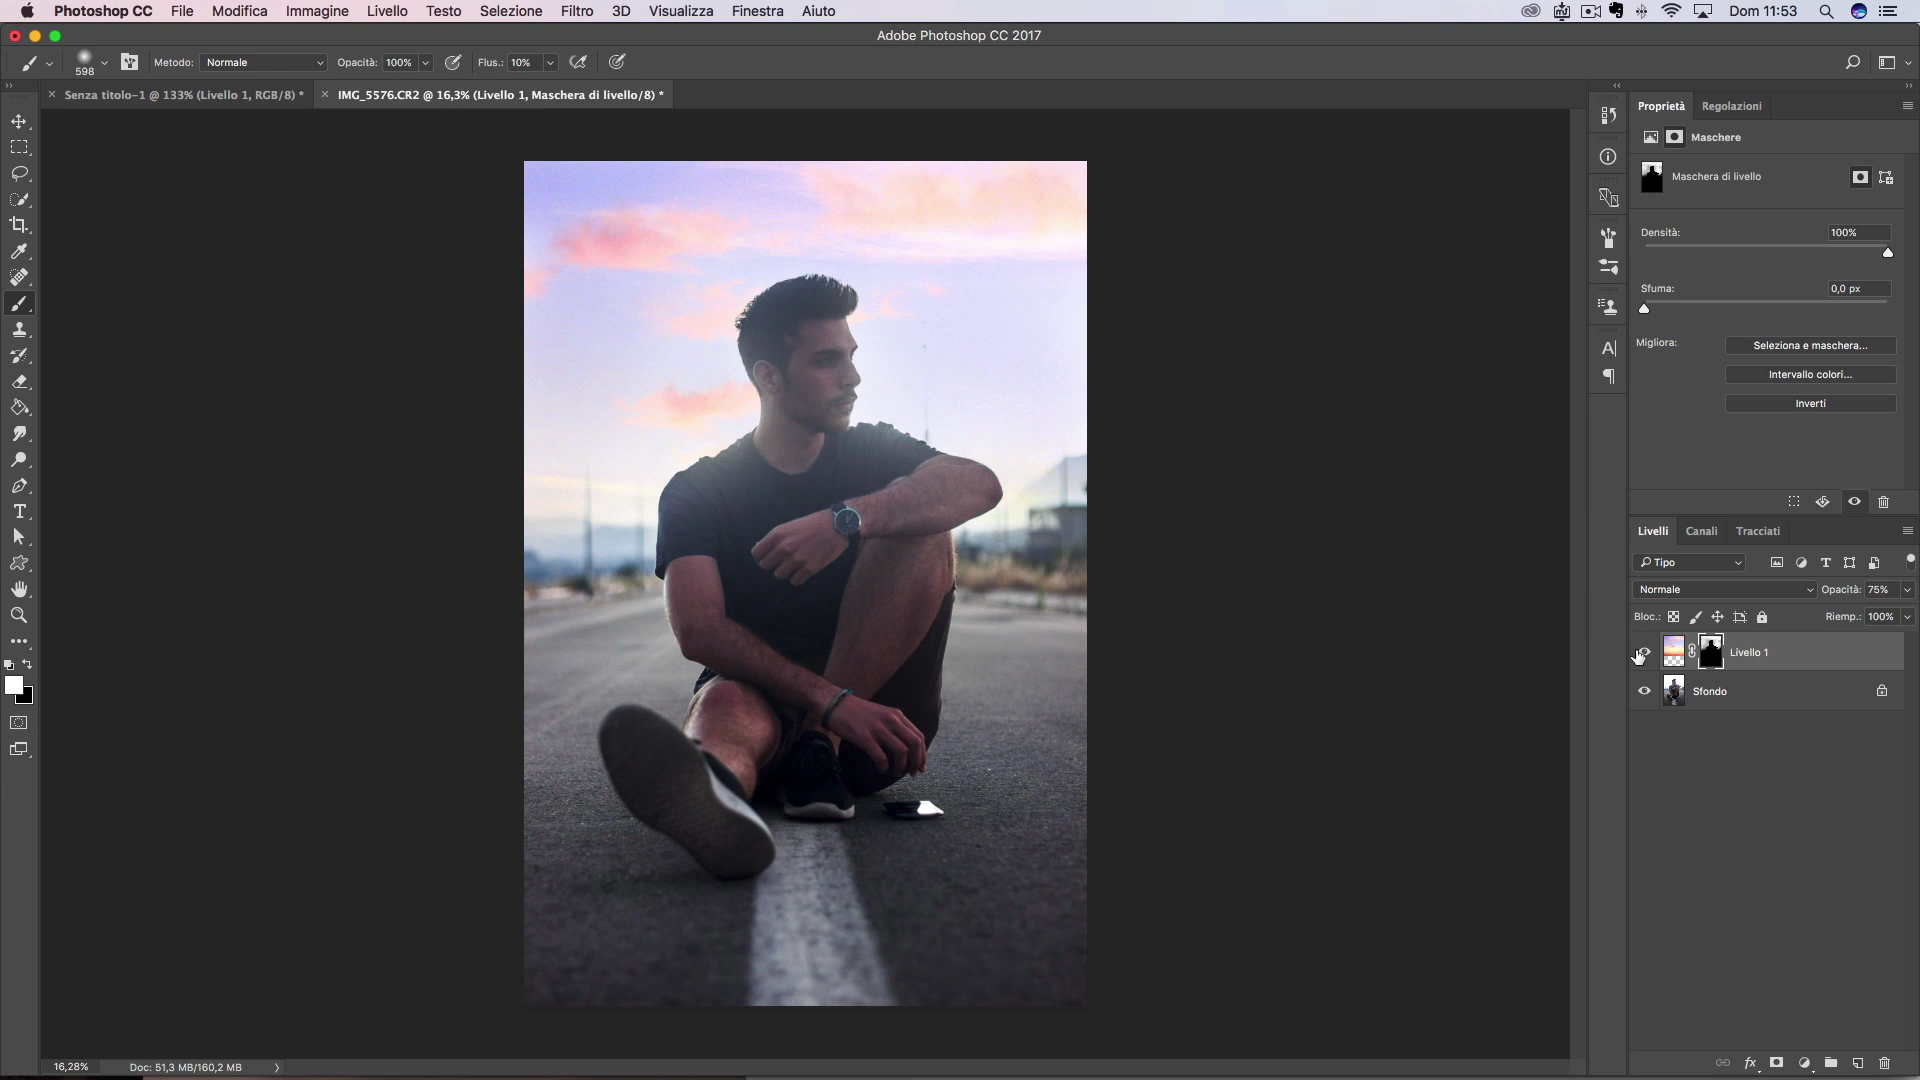 Photoshop CC File Modifica Immagine Livello Testo Selezione Filtro 3D Visualizza Finestra Aiuto Dom 11:53
Adobe Photoshop CC 2017
598 Metodo: Normale Opacità: 100% Flus.: 10%
Senza titolo-1 @ 133% (Livello 1, RGB/8) * IMG_5576.CR2 @ 16,3% (Livello 1, Maschera di livello/8) *
Proprietà Regolazioni
Maschere
Maschera di livello
Densità: 100%
Sfuma: 0,0 px
Migliora: Seleziona e maschera...
Intervallo colori...
Inverti
Livelli Canali Tracciati
Tipo
Normale Opacità: 75%
Bloc.: Riemp.: 100%
Livello 1
Sfondo
16,28% Doc: 51,3 MB/160,2 MB